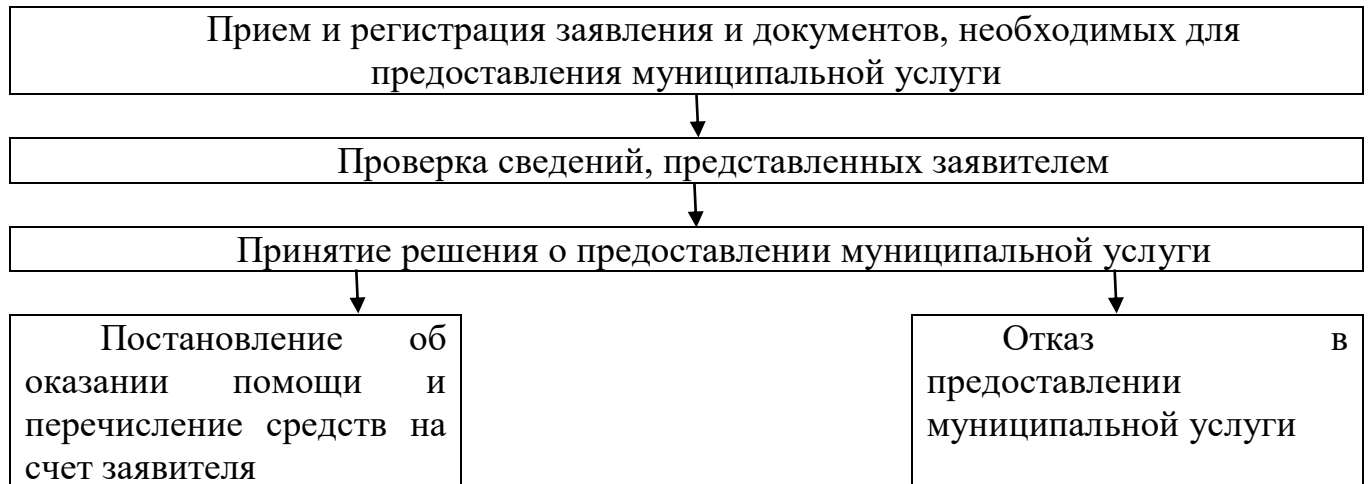 Прием и регистрация заявления и документов, необходимых для
предоставления муниципальной услуги
Проверка сведений, представленных заявителем
Принятие решения о предоставлении муниципальной услуги
Постановление об
оказании помощи и
перечисление средств на
счет заявителя
Отказ в
предоставлении
муниципальной услуги